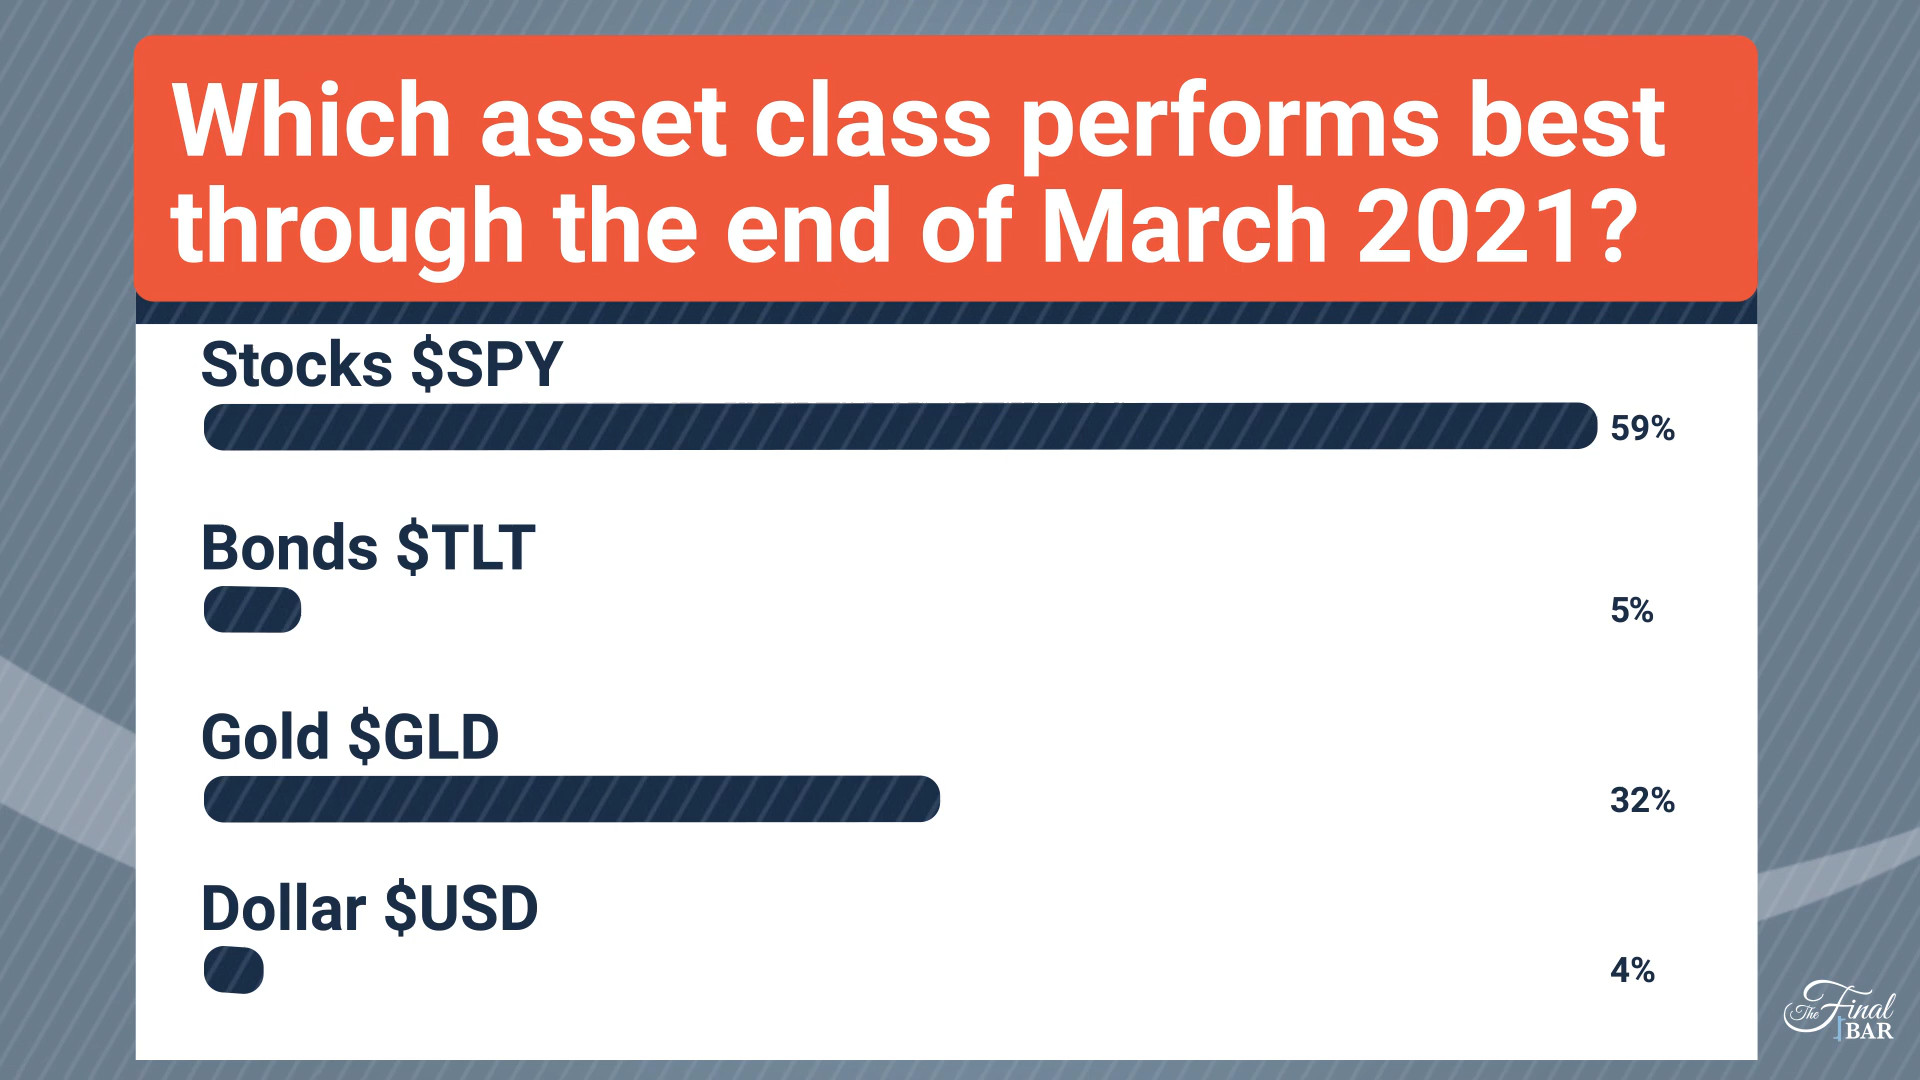 Which asset class performs best
through the end of March 2021?
Stocks $SPY
59%
Bonds $TLT
5%
Gold $GLD
32%
Dollar $USD
4%
The Final
BAR